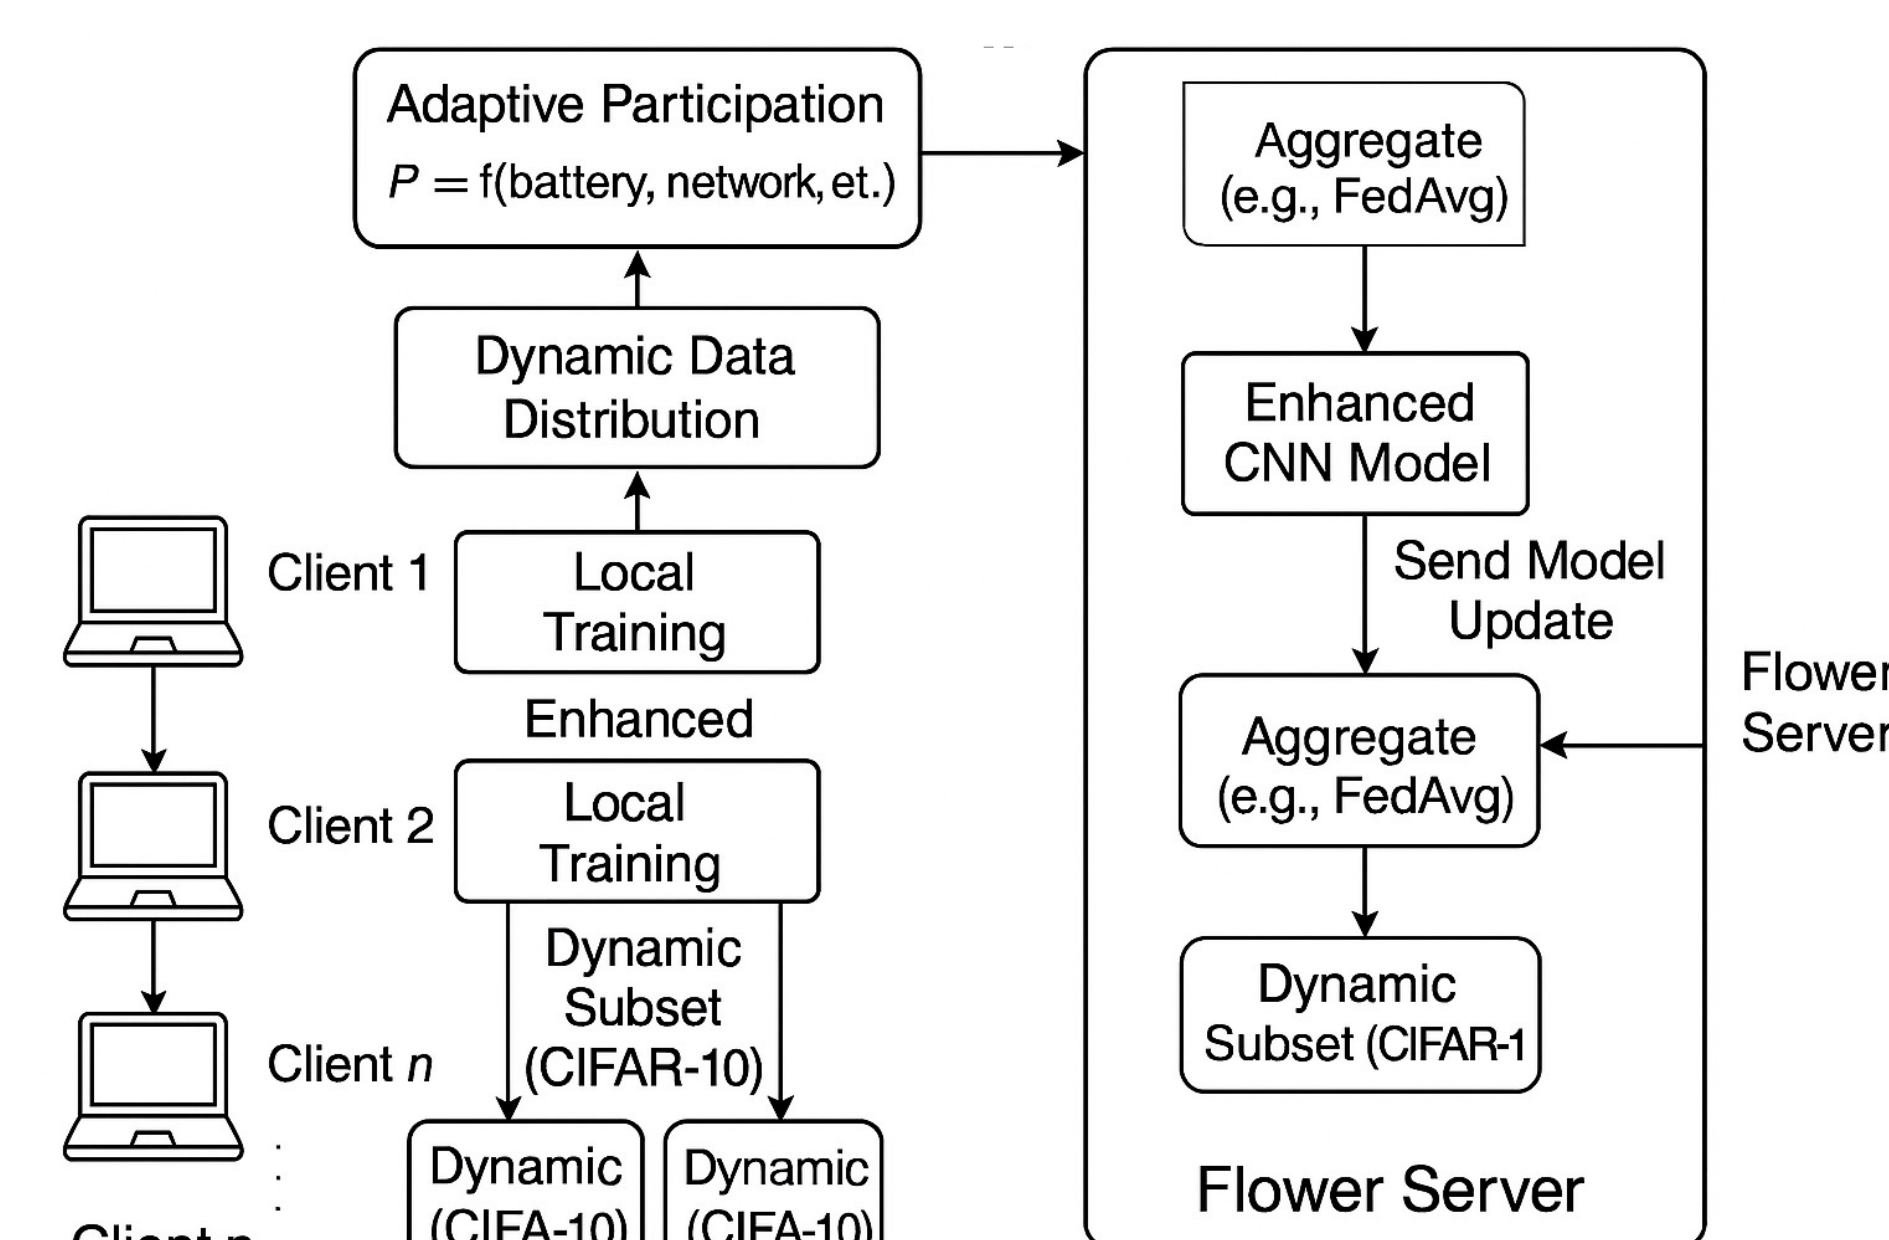 Adaptive Participation
P = f(battery, network, et.)
Dynamic Data
Distribution
Client 1
Local
Training
Enhanced
Client 2
Local
Training
Dynamic
Subset
(CIFAR-10)
Client n
Dynamic
(CIFA-10)
Dynamic
(CIFA-10)
Client n
Aggregate
(e.g., FedAvg)
Enhanced
CNN Model
Send Model
Update
Aggregate
(e.g., FedAvg)
Dynamic
Subset (CIFAR-1
Flower Server
Flower
Server